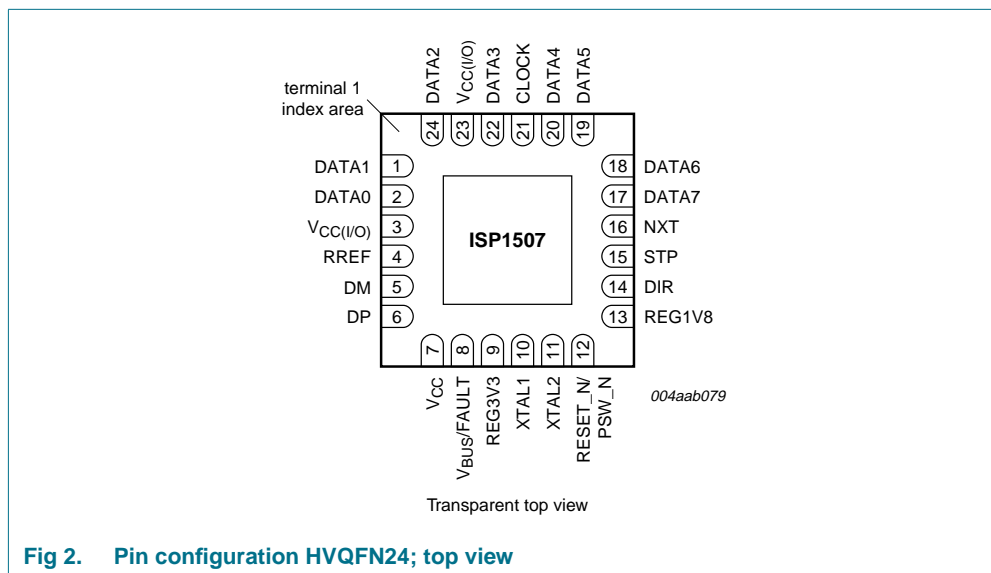 DATA2
VCC(I/O)
DATA3
CLOCK
DATA4
DATA5
terminal 1
index area
24
23
22
21
20
19
DATA1 1
DATA0 2
VCC(I/O) 3
RREF 4
DM 5
DP 6
ISP1507
18 DATA6
17 DATA7
16 NXT
15 STP
14 DIR
13 REG1V8
7
8
9
10
11
12
VCC
VBUS/FAULT
REG3V3
XTAL1
XTAL2
RESET_N/
PSW_N
004aab079
Transparent top view
Fig 2. Pin configuration HVQFN24; top view